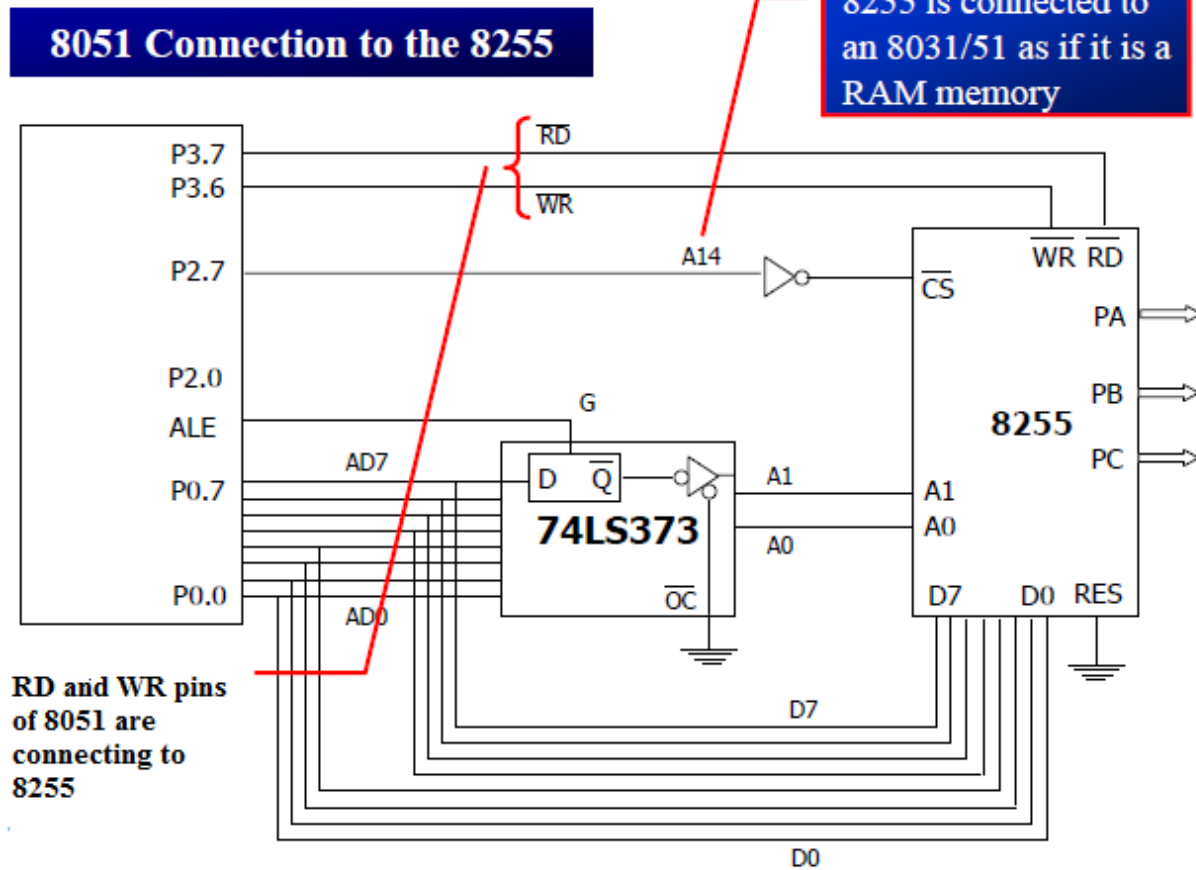 8051 Connection to the 8255
8255 is connected to
an 8031/51 as if it is a
RAM memory
P3.7
RD
P3.6
WR
P2.7
A14
CS
WR RD
PA
P2.0
PB
8255
ALE
G
PC
AD7
P0.7
D Q
A1
A1
74LS373
A0
A0
P0.0
AD0
OC
D7 D0 RES
RD and WR pins
of 8051 are
connecting to
8255
D7
D0